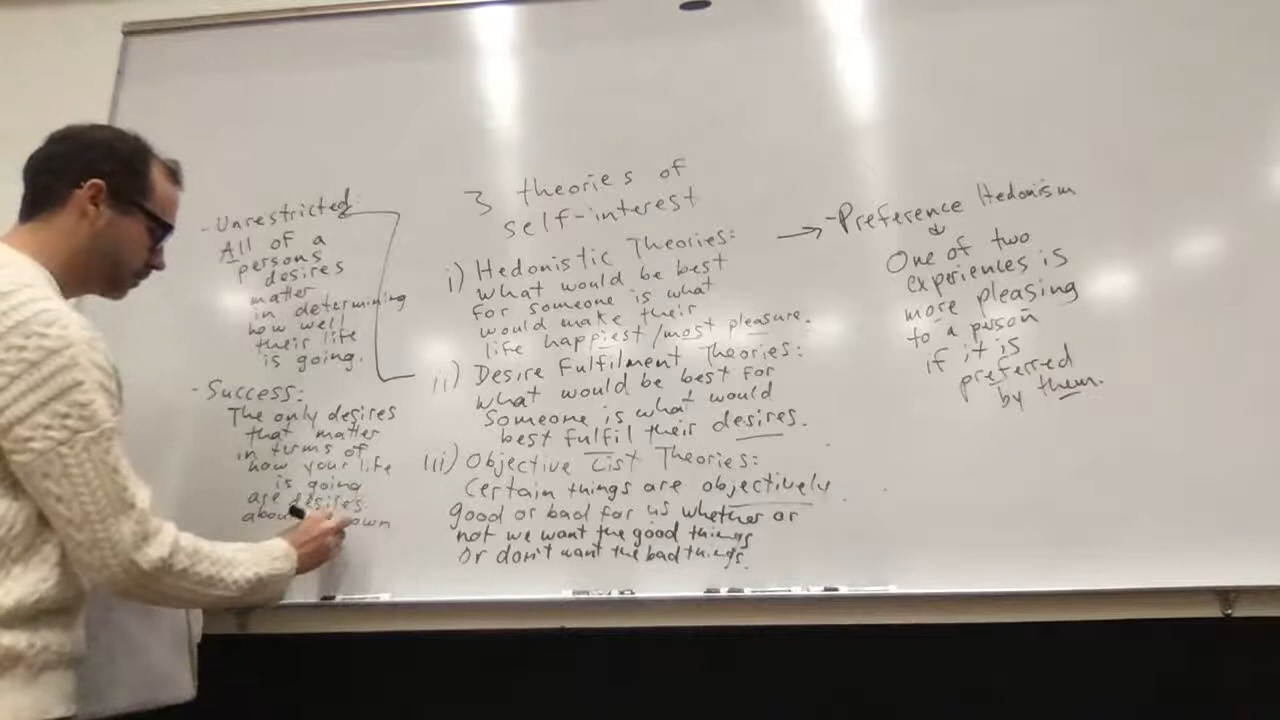 - Unrestricted:
All of a
persons
desires
matter
in determining
how well
their life
is going.
- Success:
The only desires
that matter
in terms of
how your life
is going
are desires
own
3 theories of
self-interest
i) Hedonistic Theories:
what would be best
for someone is what
would make their
life happiest/most pleasure.
ii) Desire Fulfilment Theories:
what would be best for
Someone is what would
best fulfil their desires.
iii) Objective List Theories:
Certain things are objectively
good or bad for us whether or
not we want the good things
Or don't want the bad things.
→ -Preference Hedonism
↓
One of two
experiences is
more pleasing
to a person
if it is
preferred
by them.